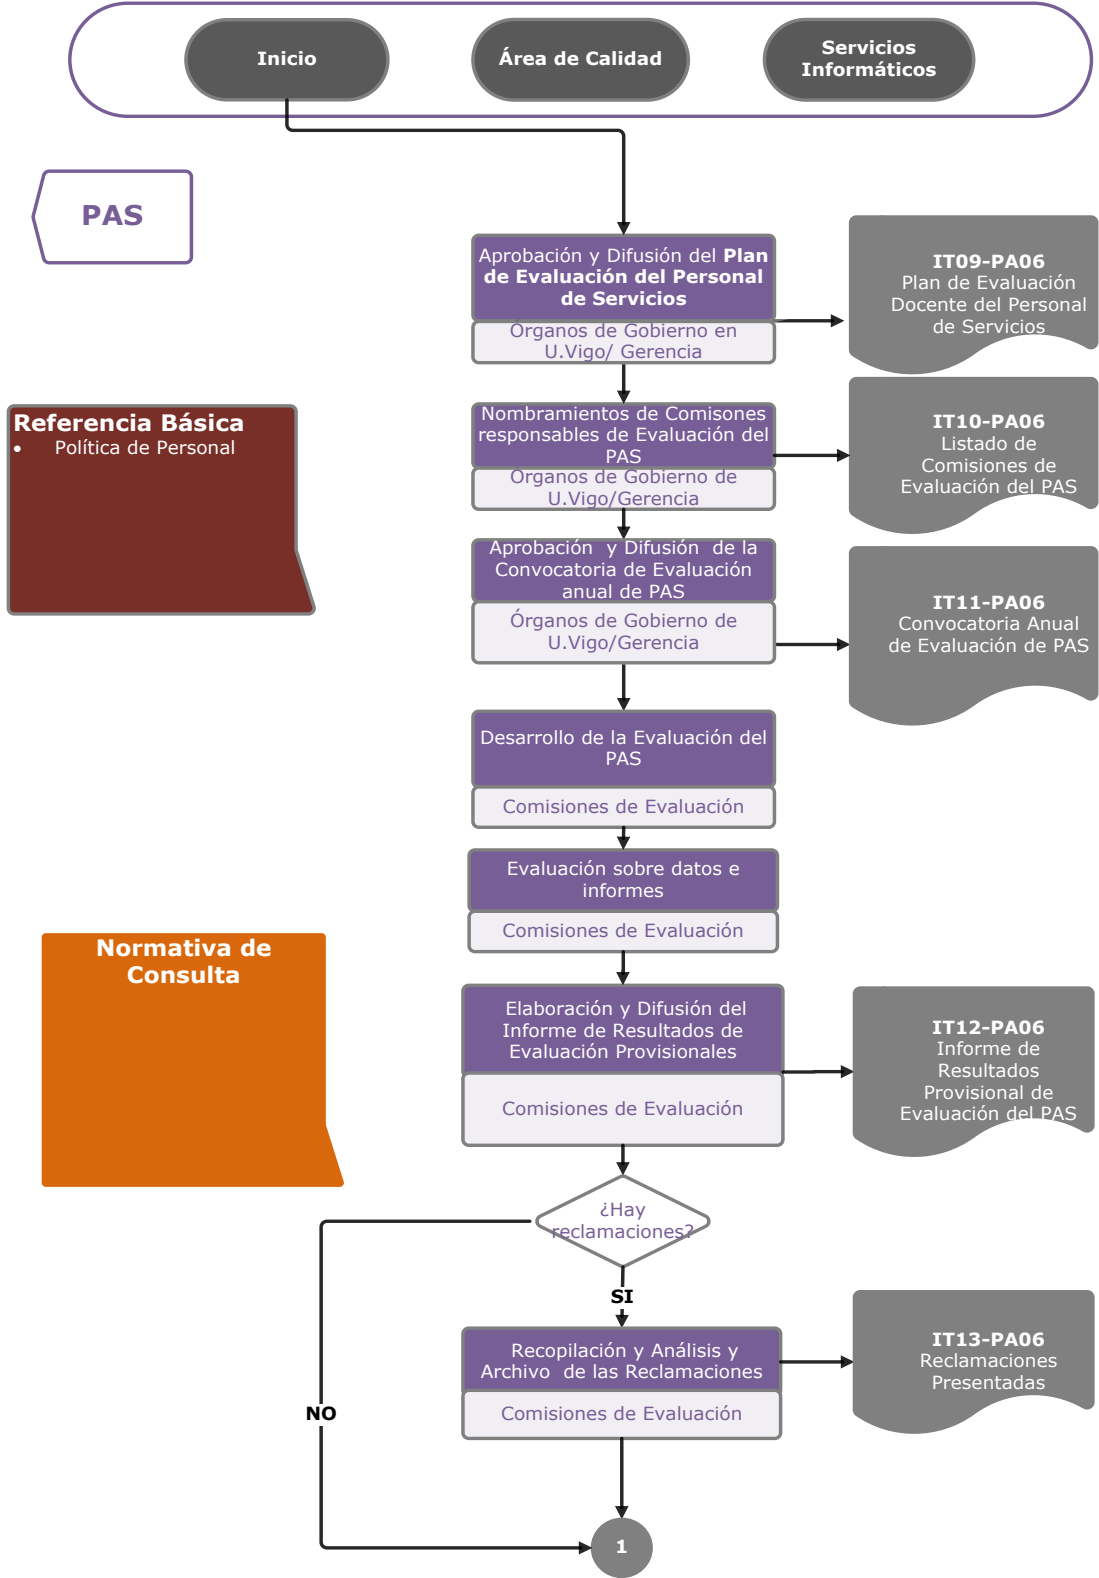 Inicio
Área de Calidad
Servicios
Informáticos
PAS
Aprobación y Difusión del Plan
de Evaluación del Personal
de Servicios
Órganos de Gobierno en
U.Vigo/ Gerencia
IT09-PA06
Plan de Evaluación
Docente del Personal
de Servicios
Referencia Básica
• Política de Personal
Nombramientos de Comisones
responsables de Evaluación del
PAS
Órganos de Gobierno de
U.Vigo/Gerencia
IT10-PA06
Listado de
Comisiones de
Evaluación del PAS
Aprobación y Difusión de la
Convocatoria de Evaluación
anual de PAS
Órganos de Gobierno de
U.Vigo/Gerencia
IT11-PA06
Convocatoria Anual
de Evaluación de PAS
Desarrollo de la Evaluación del
PAS
Comisiones de Evaluación
Evaluación sobre datos e
informes
Comisiones de Evaluación
Normativa de
Consulta
Elaboración y Difusión del
Informe de Resultados de
Evaluación Provisionales
Comisiones de Evaluación
IT12-PA06
Informe de
Resultados
Provisional de
Evaluación del PAS
¿Hay
reclamaciones?
SI
NO
Recopilación y Análisis y
Archivo de las Reclamaciones
Comisiones de Evaluación
IT13-PA06
Reclamaciones
Presentadas
1